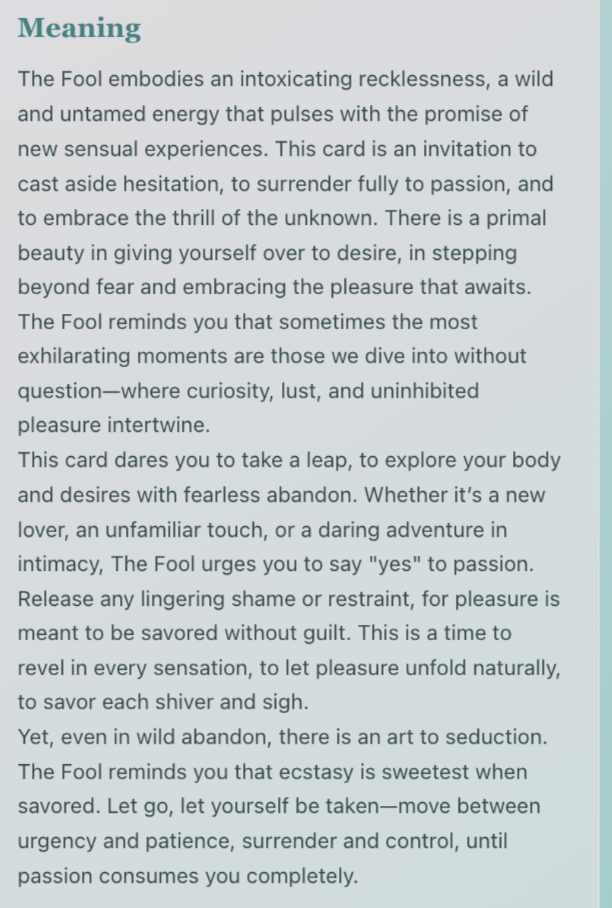 Meaning
The Fool embodies an intoxicating recklessness, a wild
and untamed energy that pulses with the promise of
new sensual experiences. This card is an invitation to
cast aside hesitation, to surrender fully to passion, and
to embrace the thrill of the unknown. There is a primal
beauty in giving yourself over to desire, in stepping
beyond fear and embracing the pleasure that awaits.
The Fool reminds you that sometimes the most
exhilarating moments are those we dive into without
question—where curiosity, lust, and uninhibited
pleasure intertwine.
This card dares you to take a leap, to explore your body
and desires with fearless abandon. Whether it’s a new
lover, an unfamiliar touch, or a daring adventure in
intimacy, The Fool urges you to say "yes" to passion.
Release any lingering shame or restraint, for pleasure is
meant to be savored without guilt. This is a time to
revel in every sensation, to let pleasure unfold naturally,
to savor each shiver and sigh.
Yet, even in wild abandon, there is an art to seduction.
The Fool reminds you that ecstasy is sweetest when
savored. Let go, let yourself be taken—move between
urgency and patience, surrender and control, until
passion consumes you completely.